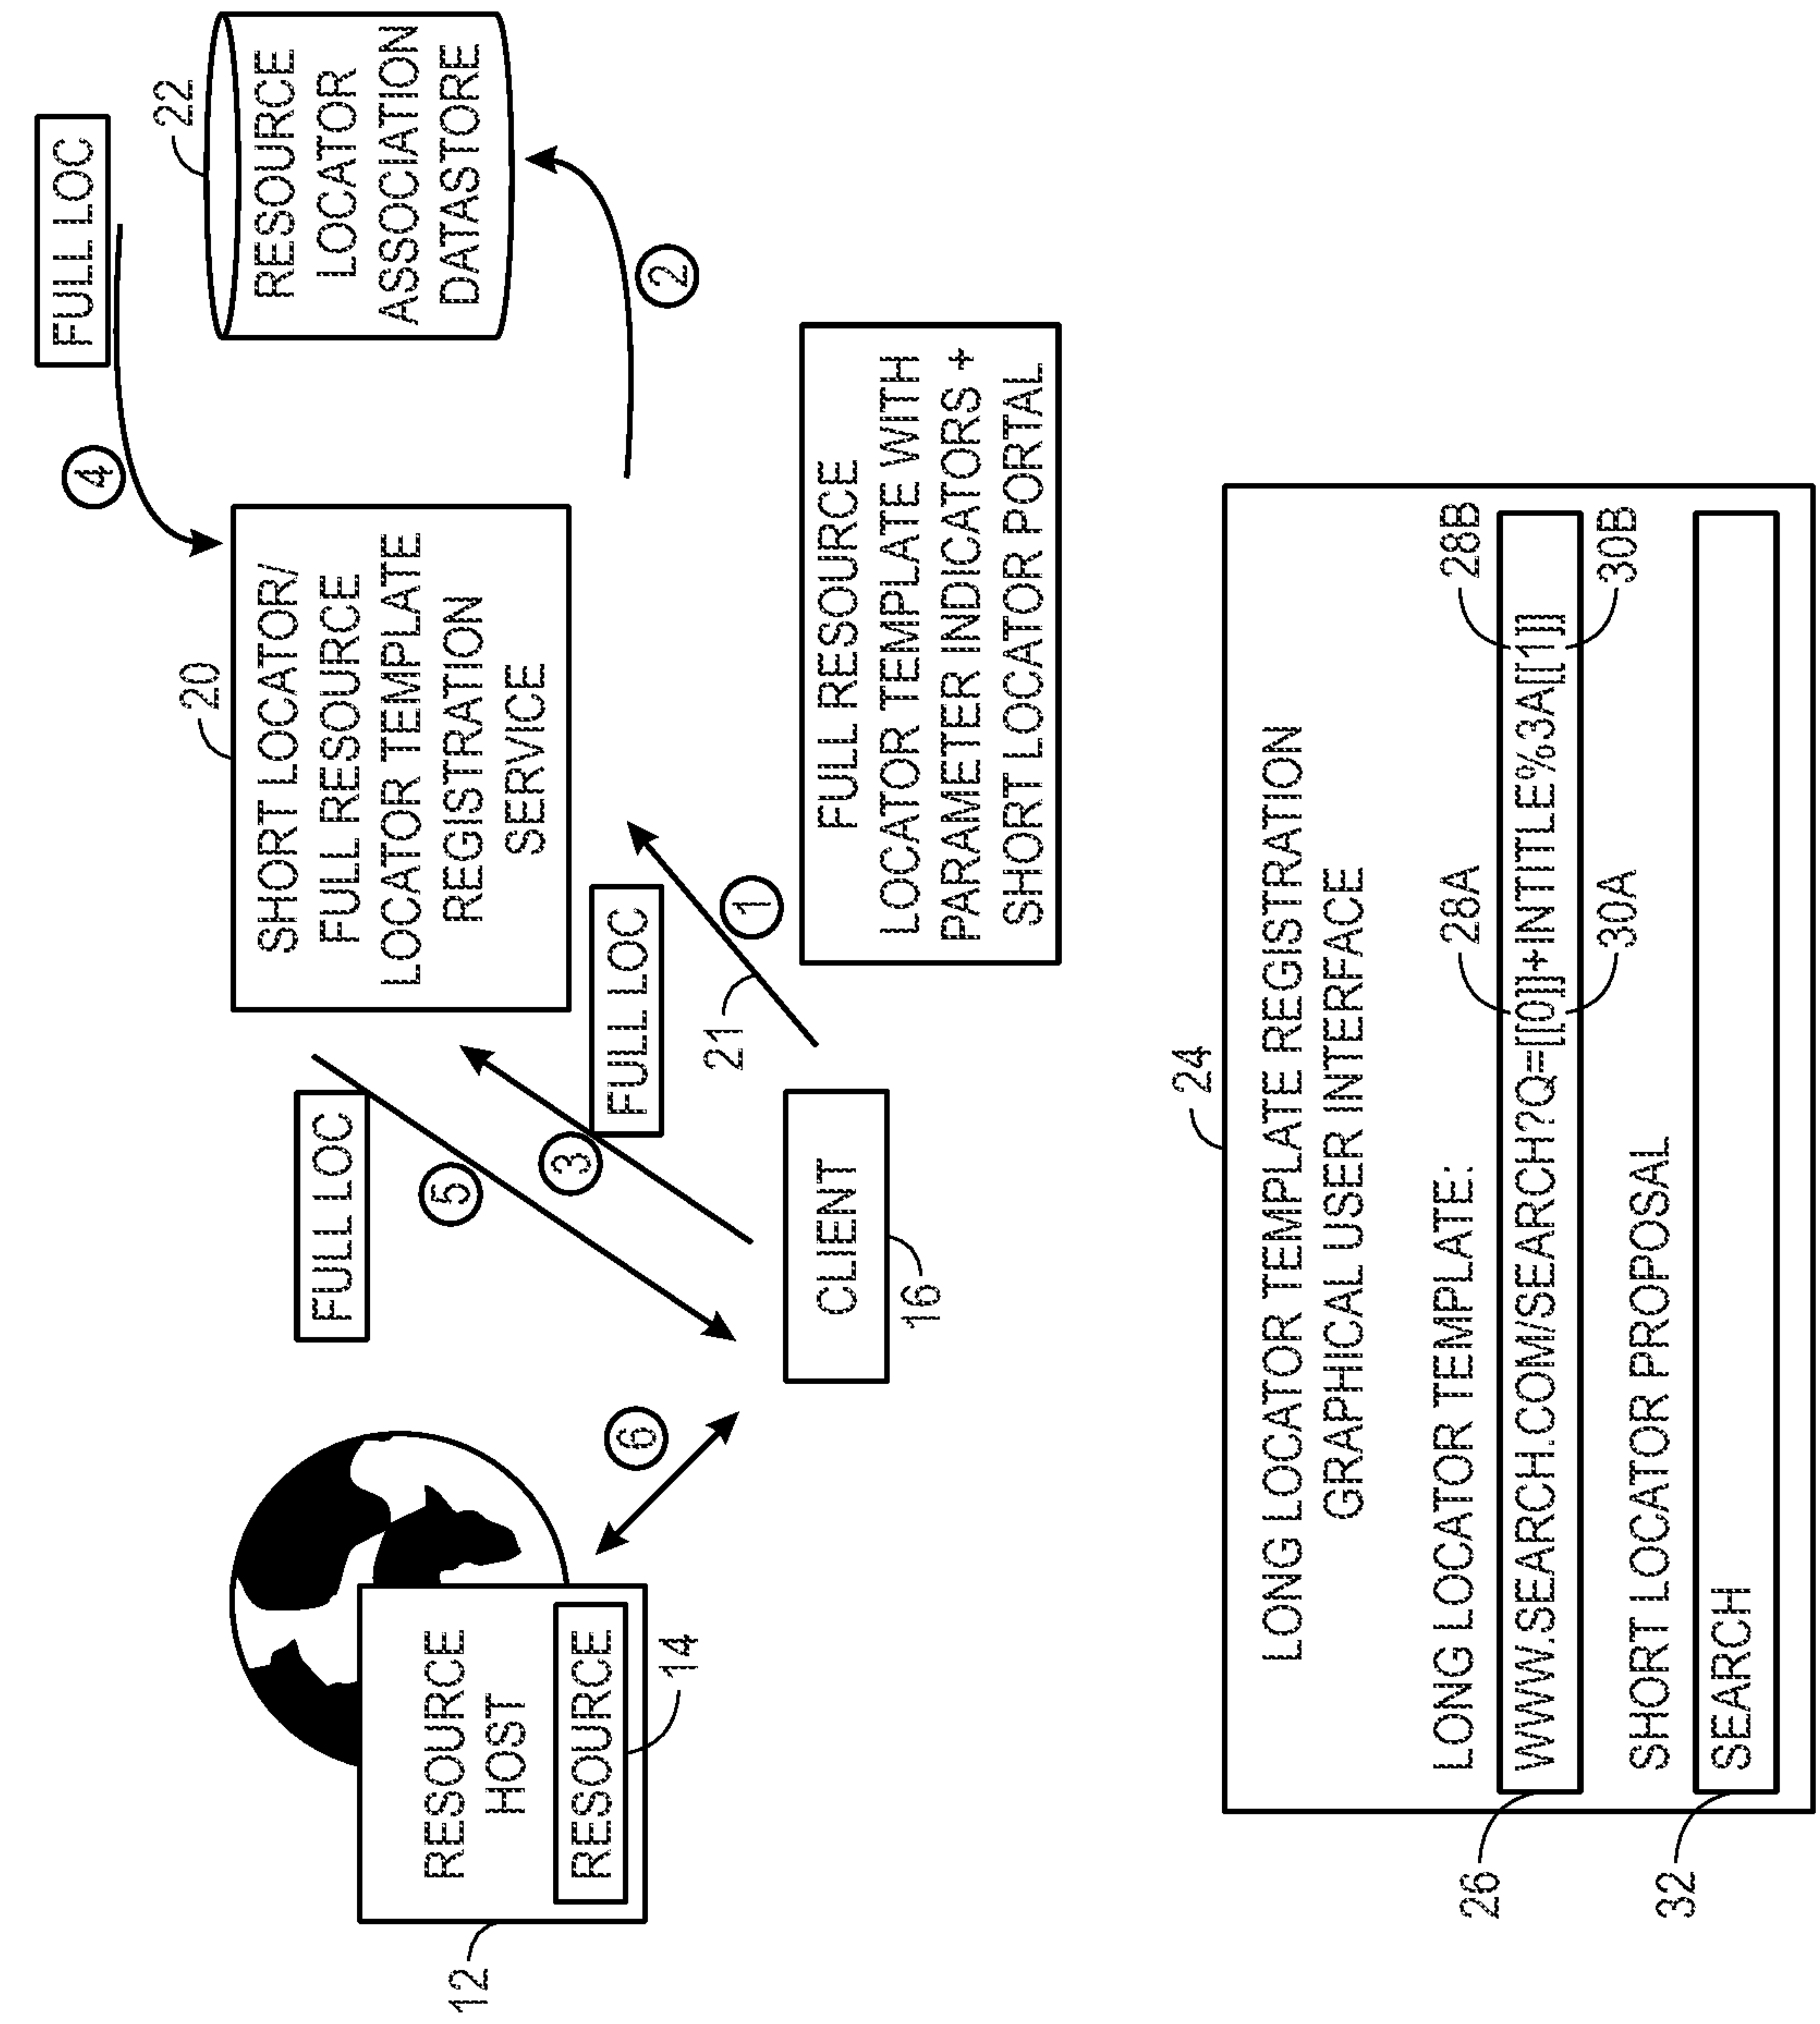 FULL LOC
4
22
RESOURCE
LOCATOR
ASSOCIATION
DATASTORE
2
20
SHORT LOCATOR/
FULL RESOURCE
LOCATOR TEMPLATE
REGISTRATION
SERVICE
FULL LOC
5
3
FULL LOC
1
21
FULL RESOURCE
LOCATOR TEMPLATE WITH
PARAMETER INDICATORS +
SHORT LOCATOR PORTAL
6
CLIENT
16
RESOURCE
HOST
RESOURCE
14
12
24
LONG LOCATOR TEMPLATE REGISTRATION
GRAPHICAL USER INTERFACE
LONG LOCATOR TEMPLATE:
28A
28B
26
WWW.SEARCH.COM/SEARCH?Q=[[0]]+INTITLE%3A[[1]]
30A
30B
SHORT LOCATOR PROPOSAL
32
SEARCH